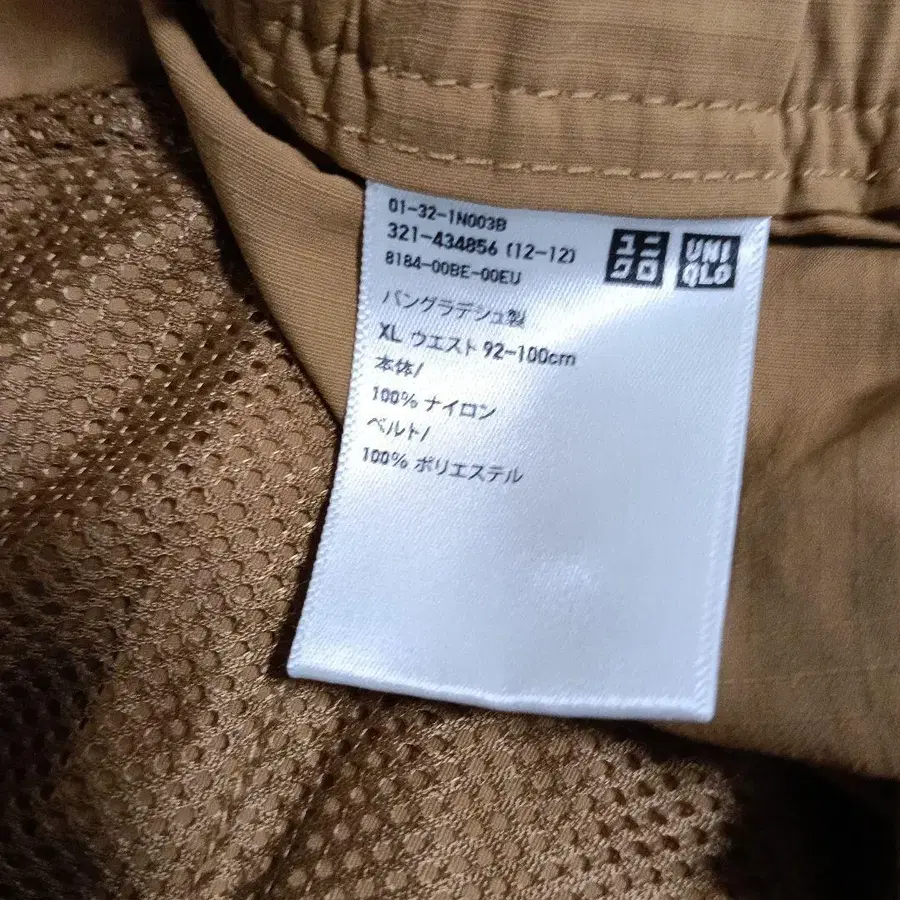 01-32-1N003B
321-434856 (12-12)
8184-00BE-00EU
ユニクロ
UNIQLO
バングラデシュ製
XL ウエスト 92-100cm
本体/
100% ナイロン
ベルト/
100% ポリエステル